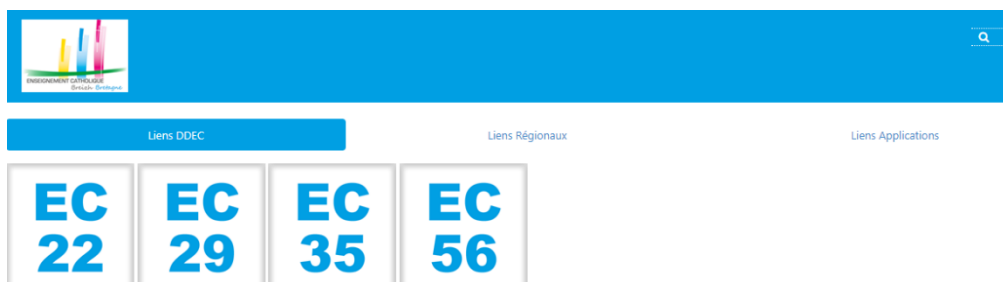 ENSEIGNEMENT CATHOLIQUE
Breizh Bretagne
Liens DDEC
Liens Régionaux
Liens Applications
EC
22
EC
29
EC
35
EC
56